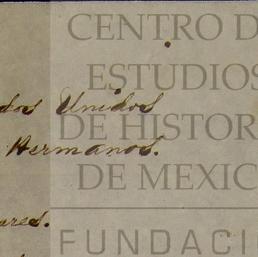 CENTRO D
ESTUDIOS
dos Unidos
DE HISTOR
Hermanos.
DE MEXIC
ares.
FUNDACI